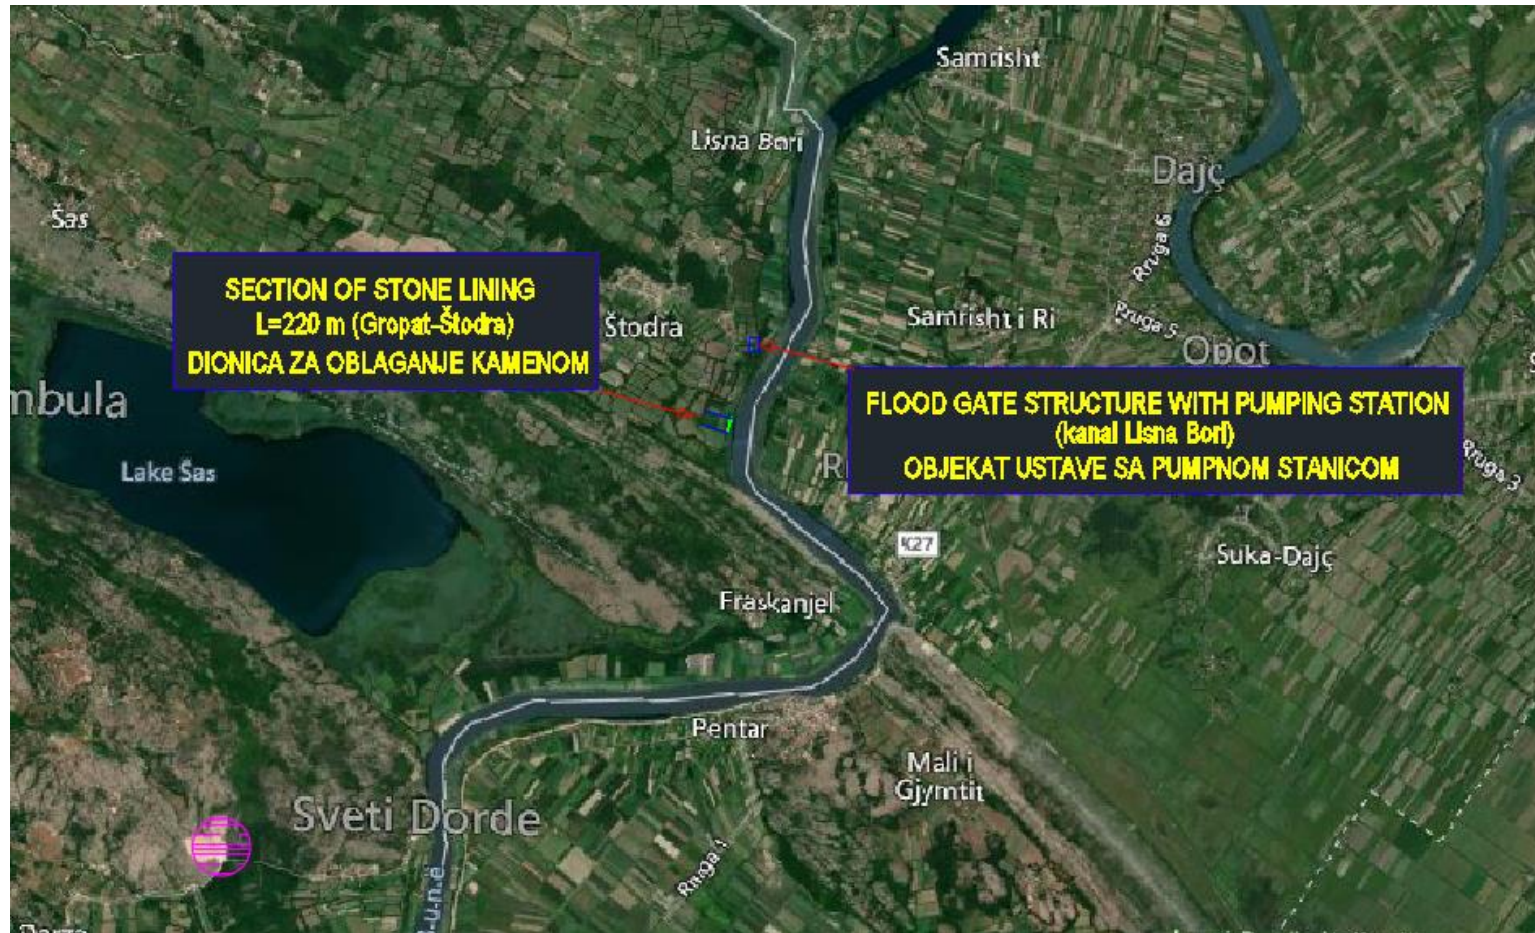 Samrisht
Lisna Bori
Dajç
Šas
Rruga 6
SECTION OF STONE LINING
L=220 m (Gropat-Štodra)
DIONICA ZA OBLAGANJE KAMENOM
Štodra
Samrisht i Ri
Rruga 5
Obot
FLOOD GATE STRUCTURE WITH PUMPING STATION
(kanal Lisna Bori)
OBJEKAT USTAVE SA PUMPNOM STANICOM
mbula
Lake Šas
Rruga 3
K27
Suka-Dajç
Fraskanjel
Pentar
Mali i
Gjymtit
Sveti Đorđe
Rruga 1